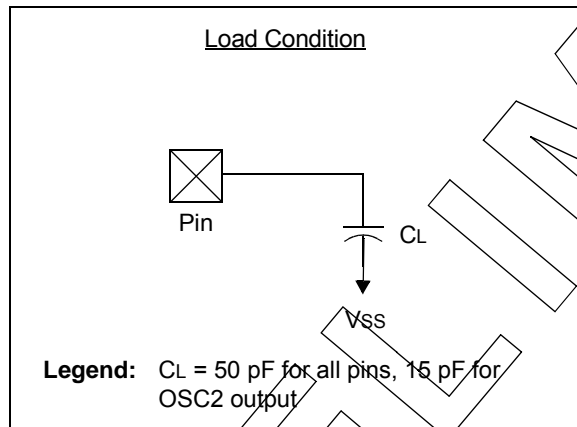 Load Condition
Pin
CL
VSS
Legend: CL = 50 pF for all pins, 15 pF for
OSC2 output